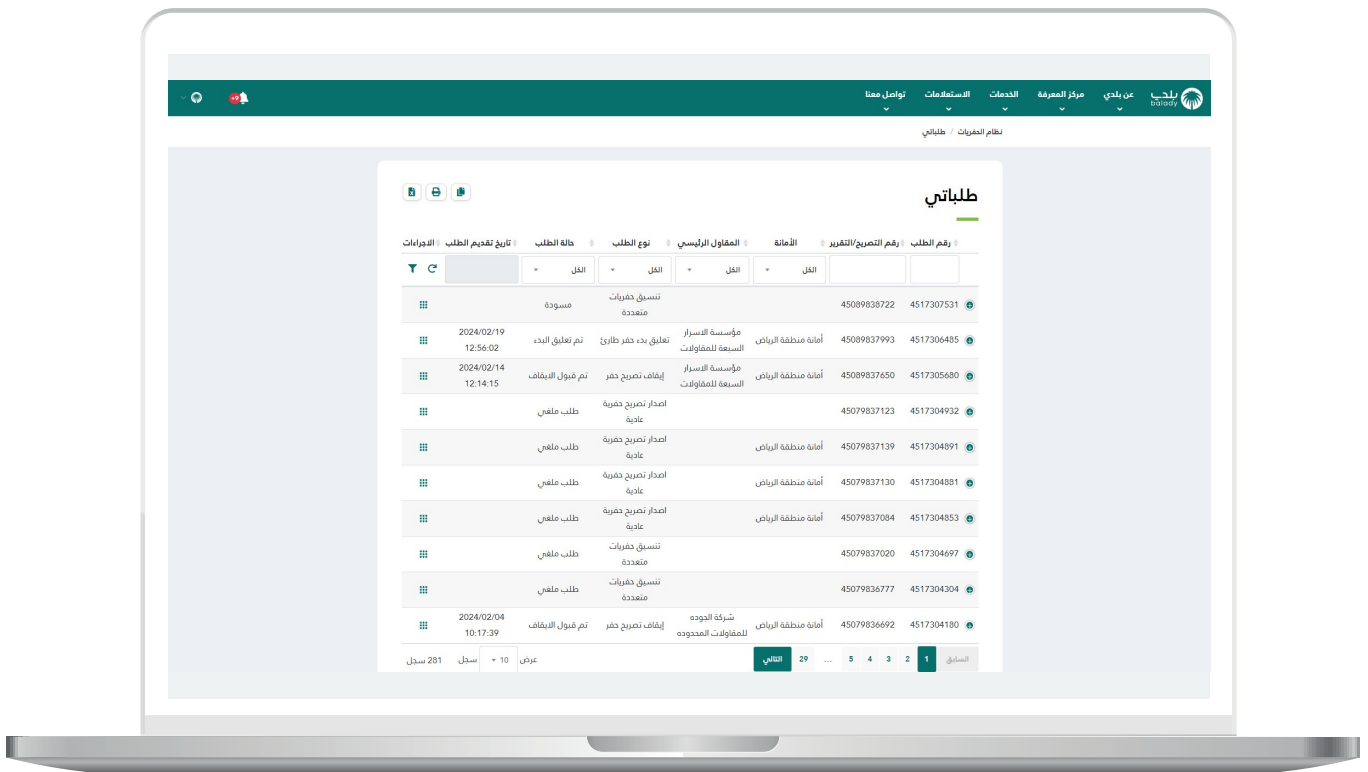 بلدي
balady
عن بلدي
مركز المعرفة
الخدمات
الاستعلامات
تواصل معنا
+9
نظام الحفريات / طلباتي
طلباتي
رقم الطلب رقم التصريح/التقرير الأمانة المقاول الرئيسي نوع الطلب حالة الطلب تاريخ تقديم الطلب الاجراءات
الكل الكل الكل الكل
4517307531 45089838722 تنسيق حفريات متعددة مسودة
4517306485 45089837993 أمانة منطقة الرياض مؤسسة الاسرار السبعة للمقاولات تعليق بدء حفر طارئ تم تعليق البدء 2024/02/19 12:56:02
4517305680 45089837650 أمانة منطقة الرياض مؤسسة الاسرار السبعة للمقاولات إيقاف تصريح حفر تم قبول الايقاف 2024/02/14 12:14:15
4517304932 45079837123 اصدار تصريح حفرية عادية طلب ملغي
4517304891 45079837139 أمانة منطقة الرياض اصدار تصريح حفرية عادية طلب ملغي
4517304881 45079837130 أمانة منطقة الرياض اصدار تصريح حفرية عادية طلب ملغي
4517304853 45079837084 أمانة منطقة الرياض اصدار تصريح حفرية عادية طلب ملغي
4517304697 45079837020 تنسيق حفريات متعددة طلب ملغي
4517304304 45079836777 تنسيق حفريات متعددة طلب ملغي
4517304180 45079836692 أمانة منطقة الرياض شركة الجوده للمقاولات المحدوده إيقاف تصريح حفر تم قبول الايقاف 2024/02/04 10:17:39
السابق 1 2 3 4 5 ... 29 التالي
عرض 10 سجل
281 سجل